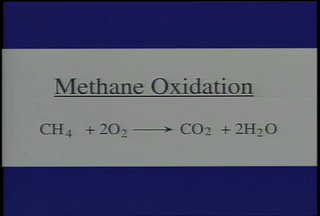 Methane Oxidation
CH4 + 2O2 → CO2 + 2H2O